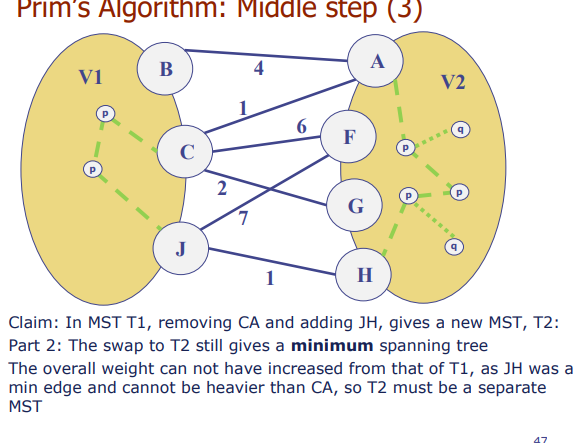 Prim's Algorithm: Middle step (3)
B
4
A
V1
V2
p
1
6
q
F
C
p
p
2
p
p
G
7
J
q
H
1
Claim: In MST T1, removing CA and adding JH, gives a new MST, T2:
Part 2: The swap to T2 still gives a minimum spanning tree
The overall weight can not have increased from that of T1, as JH was a
min edge and cannot be heavier than CA, so T2 must be a separate
MST
47